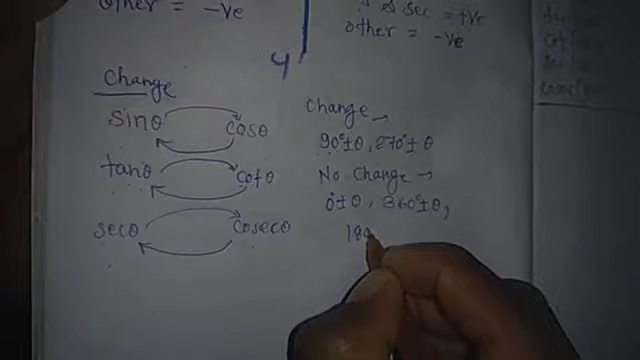 other = -ve
sec = +ve
other = -ve
4
Change
sinθ cosθ
tanθ cotθ
secθ cosecθ
Change →
90°±θ, 270°±θ
No Change →
0°±θ, 360°±θ,
18